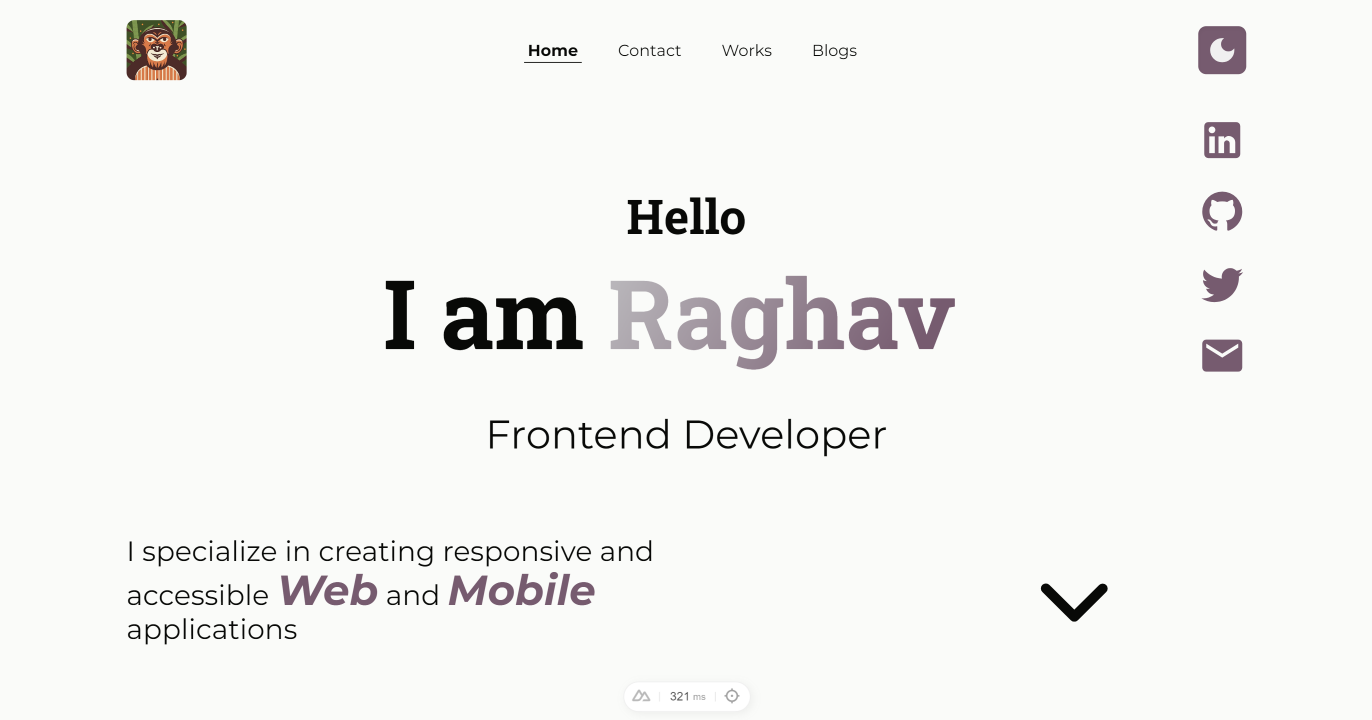 Home Contact Works Blogs
Hello
I am Raghav
Frontend Developer
I specialize in creating responsive and
accessible Web and Mobile
applications
321 ms